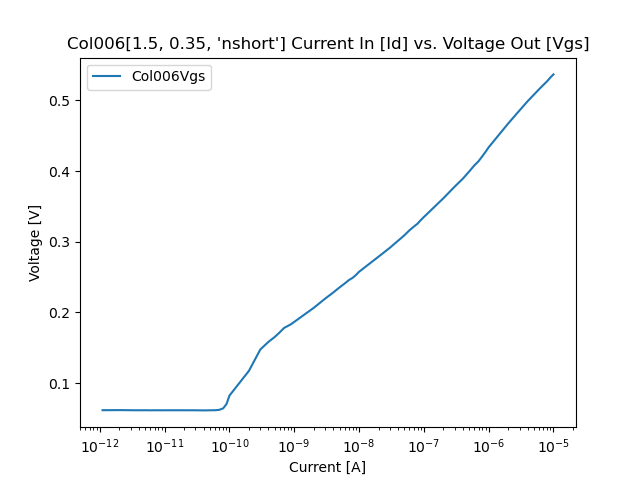 Col006[1.5, 0.35, 'nshort'] Current In [Id] vs. Voltage Out [Vgs]
Col006Vgs
0.5
0.4
0.3
0.2
0.1
Voltage [V]
10⁻¹² 10⁻¹¹ 10⁻¹⁰ 10⁻⁹ 10⁻⁸ 10⁻⁷ 10⁻⁶ 10⁻⁵
Current [A]